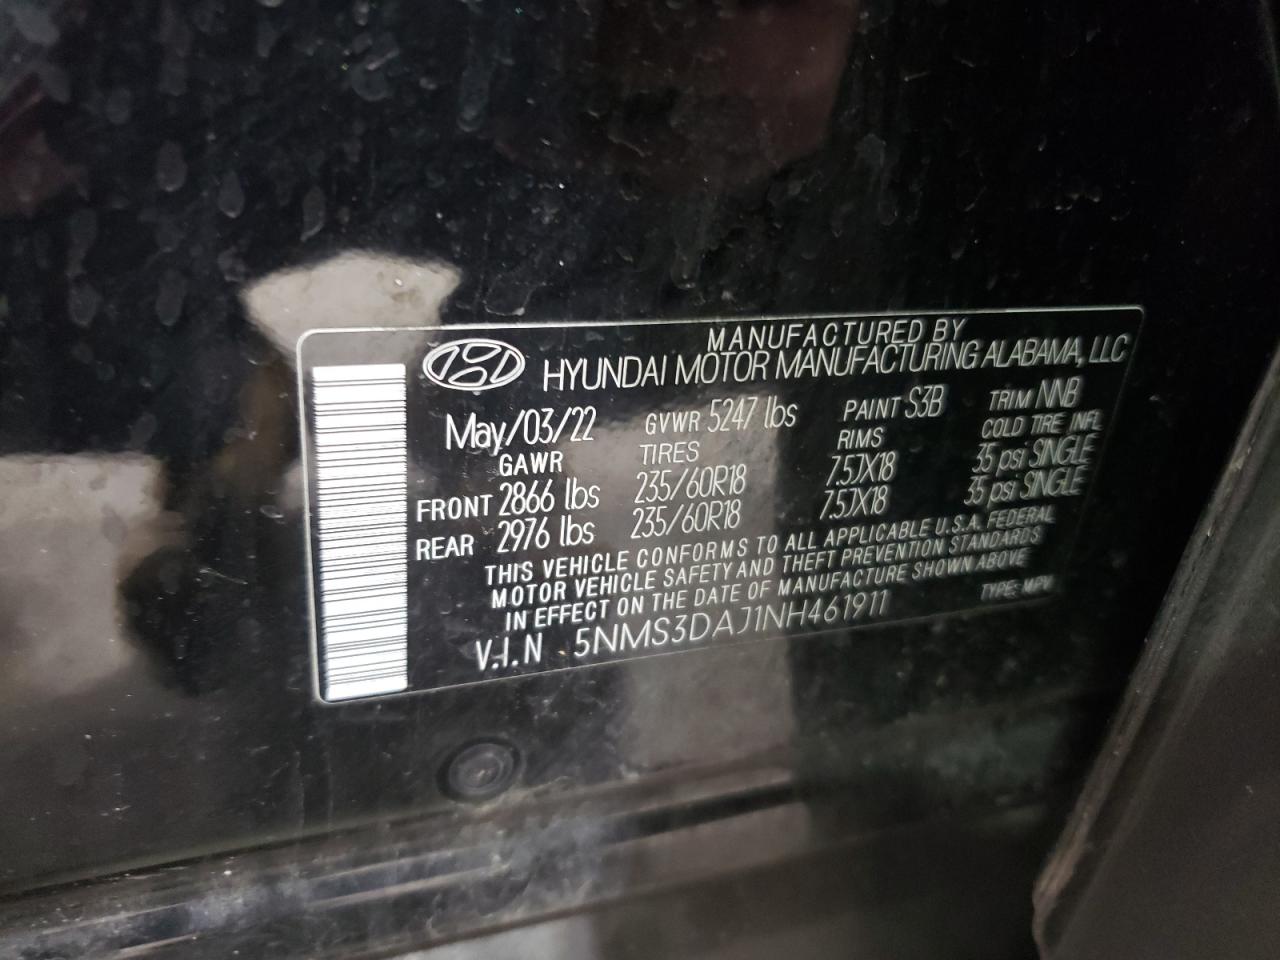 MANUFACTURED BY
HYUNDAI MOTOR MANUFACTURING ALABAMA, LLC
May/03/22 GVWR 5247 lbs PAINT S3B TRIM NNB
GAWR TIRES RIMS COLD TIRE INFL
FRONT 2866 lbs 235/60R18 7.5JX18 35 psi SINGLE
REAR 2976 lbs 235/60R18 7.5JX18 35 psi SINGLE
THIS VEHICLE CONFORMS TO ALL APPLICABLE U.S.A. FEDERAL
MOTOR VEHICLE SAFETY AND THEFT PREVENTION STANDARDS
IN EFFECT ON THE DATE OF MANUFACTURE SHOWN ABOVE
V.I.N 5NMS3DAJ1NH461911 TYPE: MPV